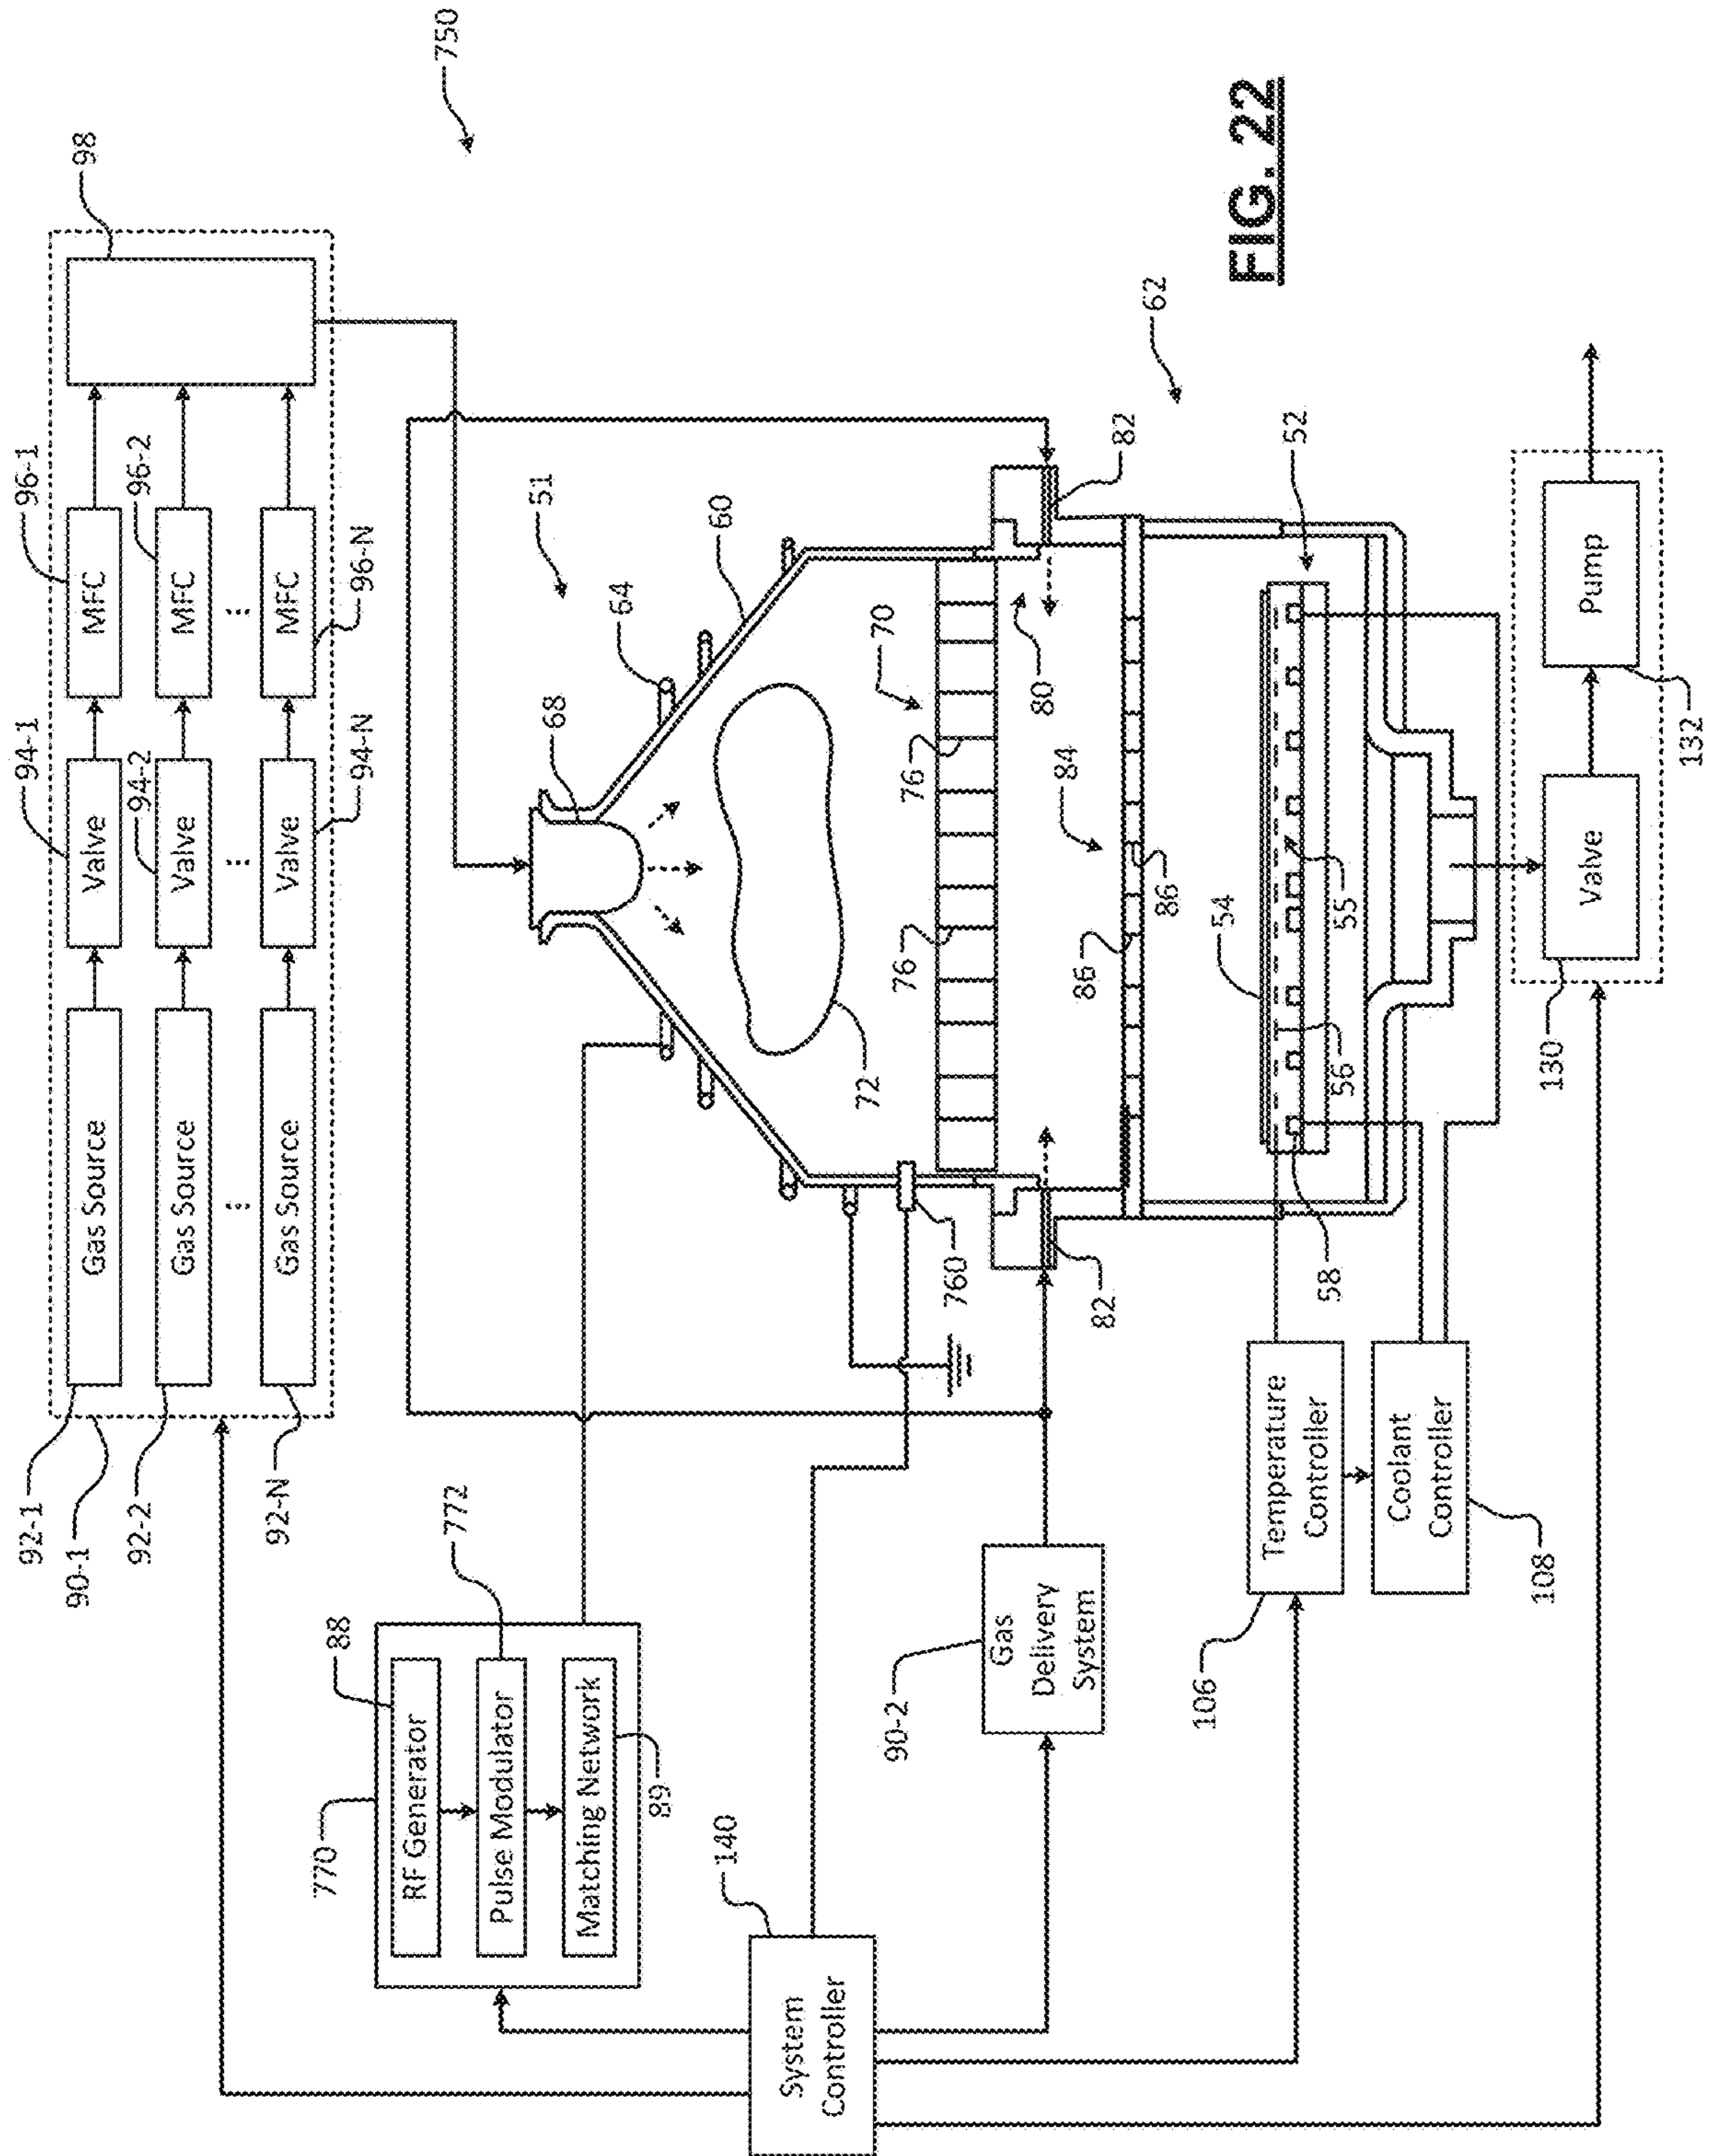 750
98
96-1
96-2
96-N
94-1
94-2
94-N
MFC
MFC
MFC
Valve
Valve
Valve
Gas Source
Gas Source
Gas Source
:
:
:
92-1
90-1
92-2
92-N
51
60
64
68
70
72
76
76
80
82
82
84
86
86
62
52
54
55
56
58
760
770
RF Generator
88
Pulse Modulator
772
Matching Network
89
140
System
Controller
90-2
Gas
Delivery
System
106
Temperature
Controller
Coolant
Controller
108
Valve
130
Pump
132
FIG. 22